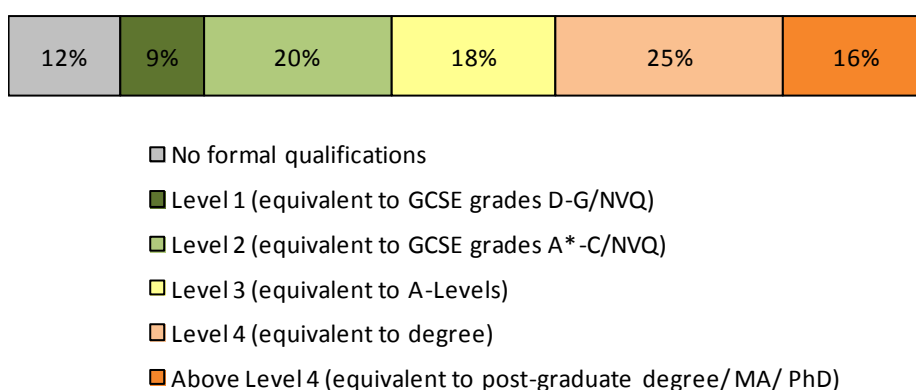 12% 9% 20% 18% 25% 16%
No formal qualifications
Level 1 (equivalent to GCSE grades D-G/NVQ)
Level 2 (equivalent to GCSE grades A*-C/NVQ)
Level 3 (equivalent to A-Levels)
Level 4 (equivalent to degree)
Above Level 4 (equivalent to post-graduate degree/ MA/ PhD)